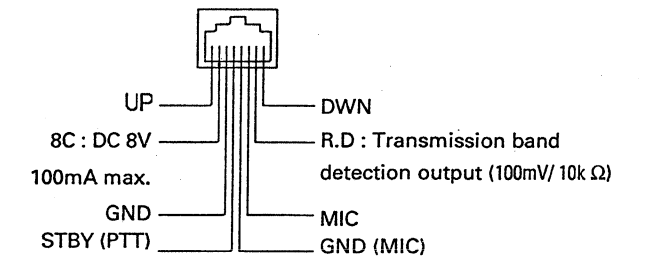 UP
DWN
8C : DC 8V
R.D : Transmission band
100mA max.
detection output (100mV/ 10k Ω)
GND
MIC
STBY (PTT)
GND (MIC)